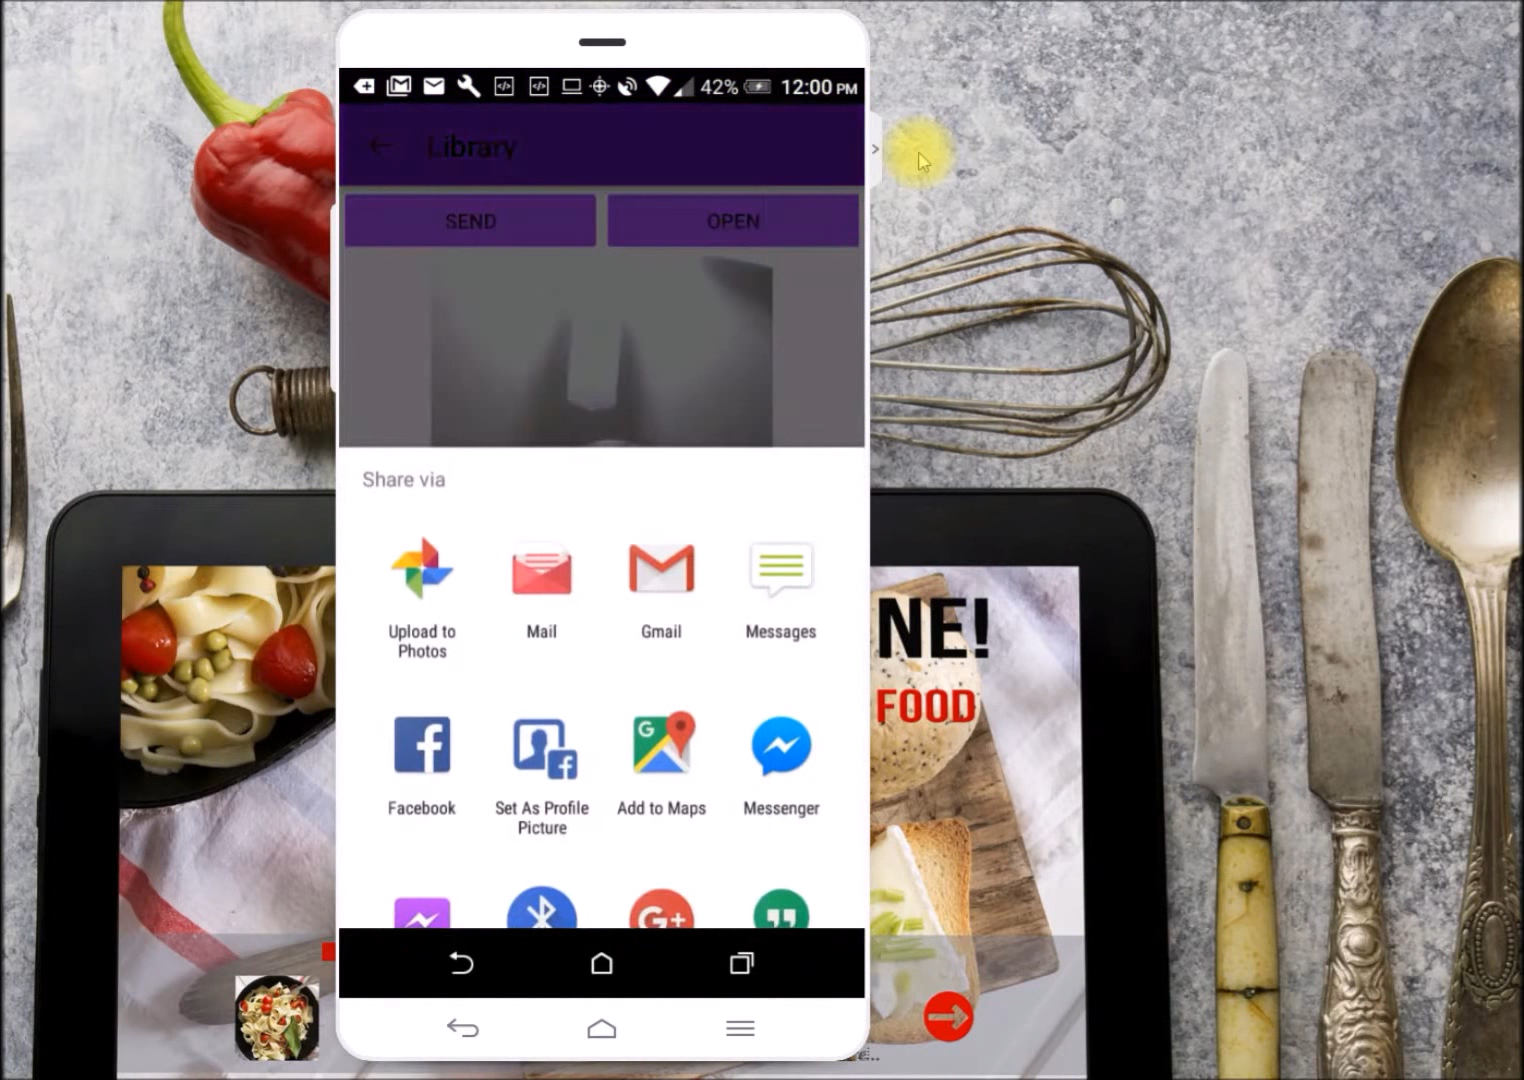 42% 12:00 PM
Library
SEND OPEN
Share via
Upload to Photos
Mail
Gmail
Messages
Facebook
Set As Profile Picture
Add to Maps
Messenger
G+
NE!
FOOD